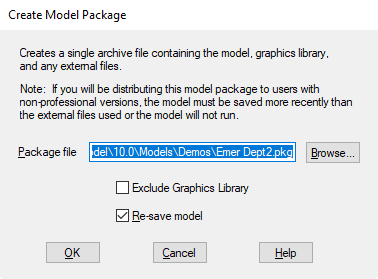 Create Model Package
Creates a single archive file containing the model, graphics library,
and any external files.
Note:  If you will be distributing this model package to users with
non-professional versions, the model must be saved more recently than
the external files used or the model will not run.
Package file
del\10.0\Models\Demos\Emer Dept2.pkg
Browse...
Exclude Graphics Library
Re-save model
OK
Cancel
Help